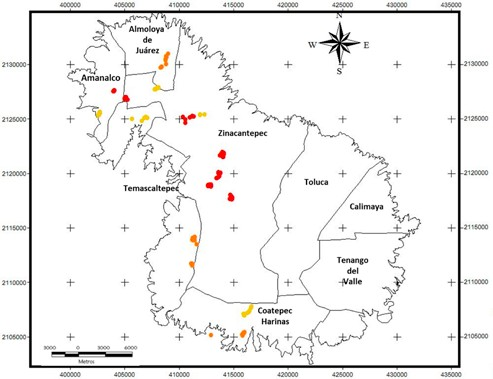 400000 405000 410000 415000 420000 425000 430000 435000
N
W E
S
Almoloya
de
Juárez
2130000 2130000
Amanalco
2125000 2125000
Zinacantepec
2120000 2120000
Temascaltepec
Toluca
Calimaya
2115000 2115000
Tenango
del
Valle
2110000 2110000
Coatepec
Harinas
2105000 2105000
3000 0 3000 6000
Metros
400000 405000 410000 415000 420000 425000 430000 435000